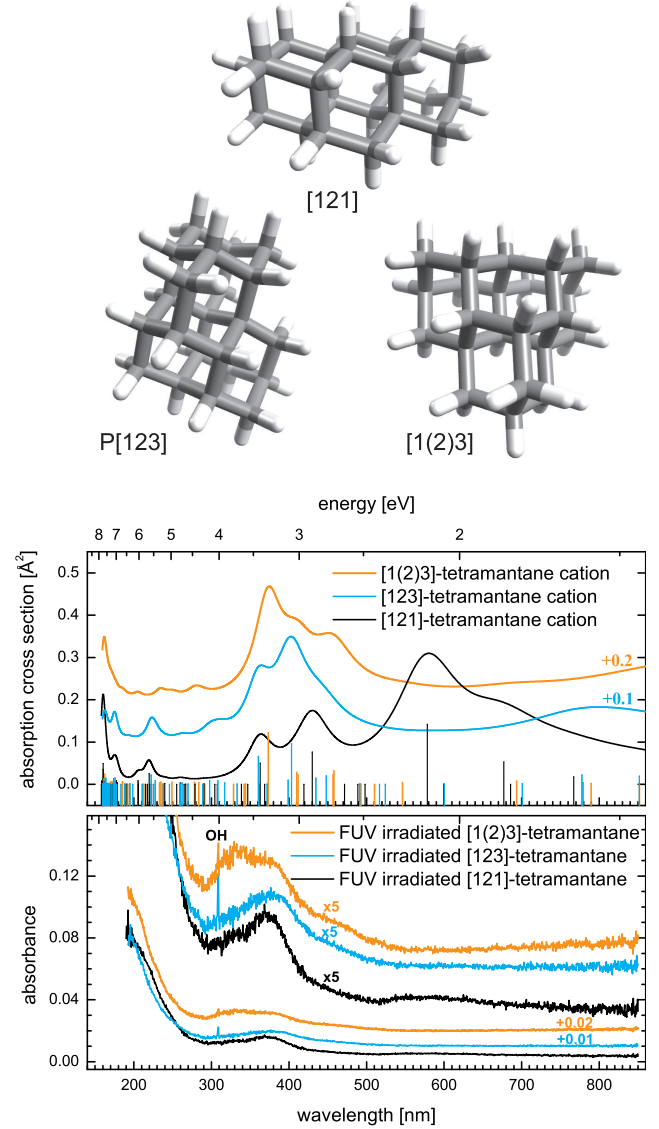 [121]
P[123]
[1(2)3]
energy [eV]
8 7 6 5 4 3 2
absorption cross section [Å²]
0.5
0.4
0.3
0.2
0.1
0.0
[1(2)3]-tetramantane cation
[123]-tetramantane cation
[121]-tetramantane cation
+0.2
+0.1
absorbance
0.12
0.08
0.04
0.00
OH
FUV irradiated [1(2)3]-tetramantane
FUV irradiated [123]-tetramantane
FUV irradiated [121]-tetramantane
x5
x5
x5
+0.02
+0.01
200 300 400 500 600 700 800
wavelength [nm]